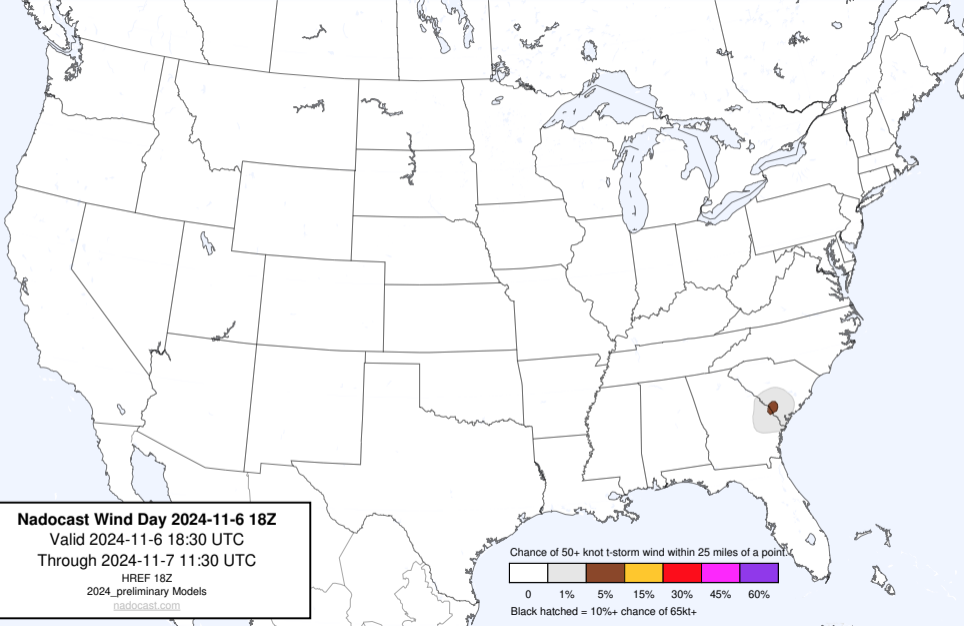 Nadocast Wind Day 2024-11-6 18Z
Valid 2024-11-6 18:30 UTC
Through 2024-11-7 11:30 UTC
HREF 18Z
2024_preliminary Models
nadocast.com
Chance of 50+ knot t-storm wind within 25 miles of a point.
0 1% 5% 15% 30% 45% 60%
Black hatched = 10%+ chance of 65kt+